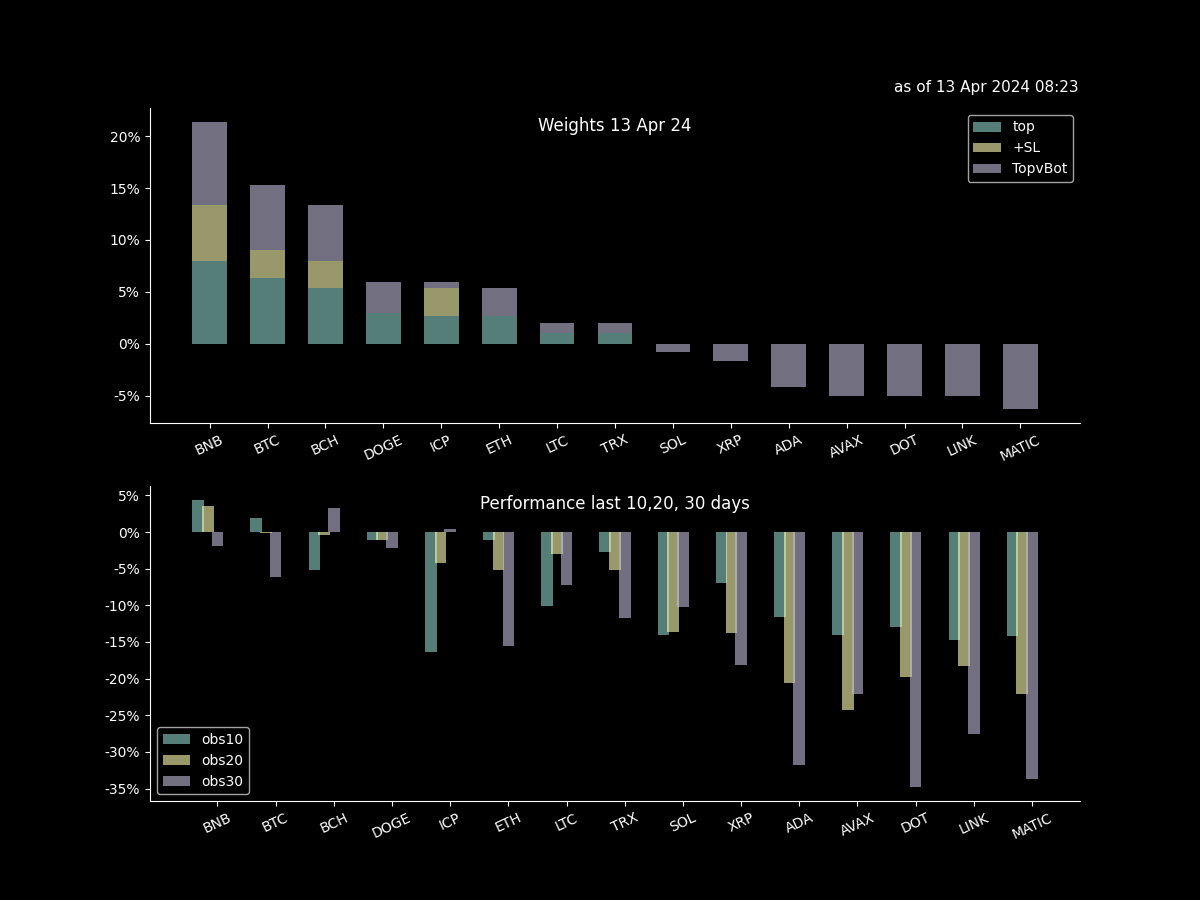 as of 13 Apr 2024 08:23
Weights 13 Apr 24
top
+SL
TopvBot
20%
15%
10%
5%
0%
-5%
BNB BTC BCH DOGE ICP ETH LTC TRX SOL XRP ADA AVAX DOT LINK MATIC
Performance last 10,20, 30 days
5%
0%
-5%
-10%
-15%
-20%
-25%
-30%
-35%
obs10
obs20
obs30
BNB BTC BCH DOGE ICP ETH LTC TRX SOL XRP ADA AVAX DOT LINK MATIC